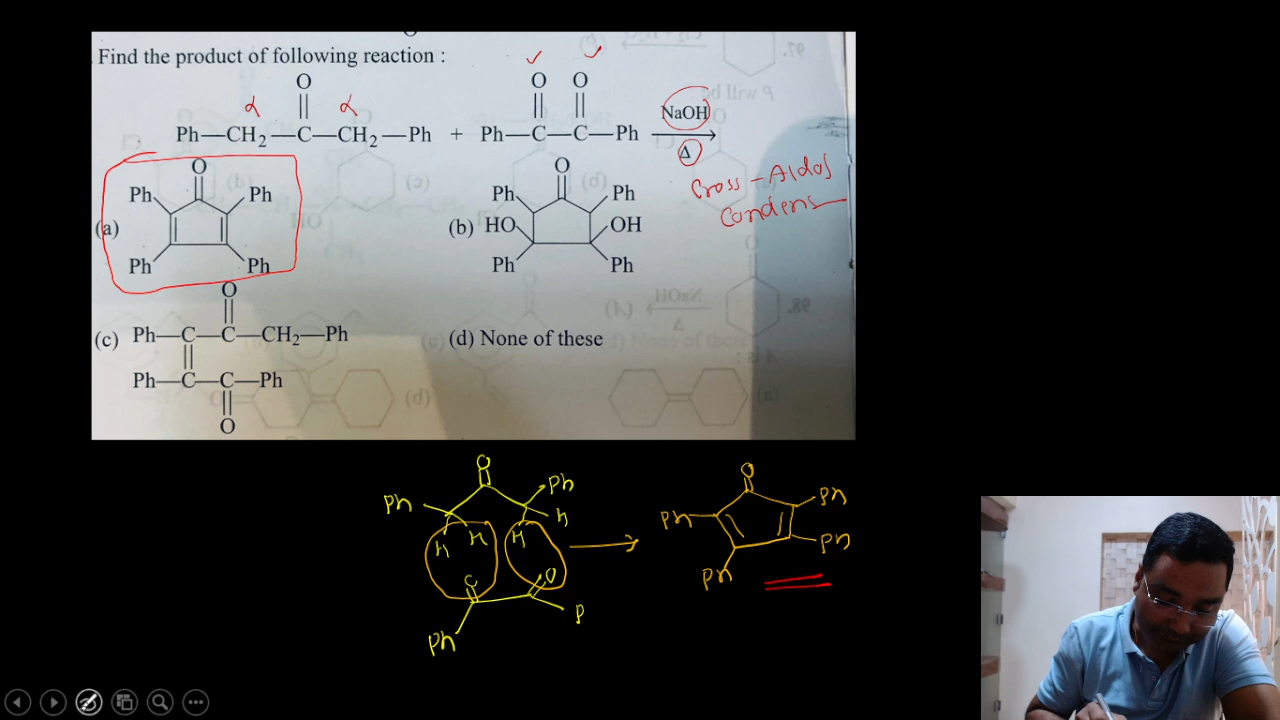 Find the product of following reaction :
O
O O
α α
Ph—CH2—C—CH2—Ph + Ph—C—C—Ph
NaOH
Δ
Cross-Aldol
Condens
(a)
O
Ph Ph
Ph Ph
(b)
O
Ph Ph
HO OH
Ph Ph
(c) Ph—C—C—CH2—Ph
O
Ph—C—C—Ph
O
(d) None of these
O
Ph Ph
H H H h
O O
Ph P
O
Ph Ph
Ph Ph